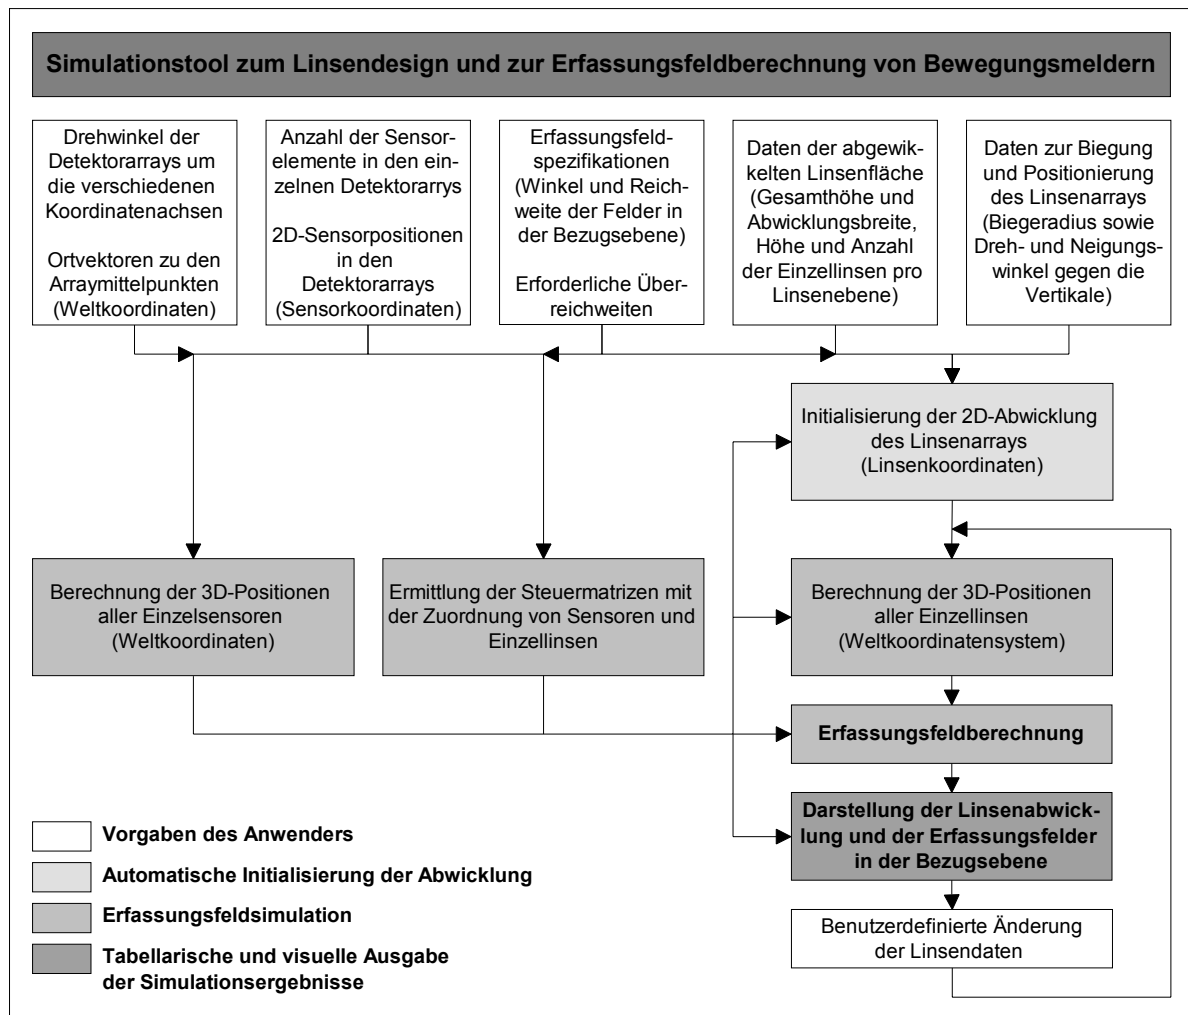 Simulationstool zum Linsendesign und zur Erfassungsfeldberechnung von Bewegungsmeldern
Drehwinkel der
Detektorarrays um
die verschiedenen
Koordinatenachsen
Ortvektoren zu den
Arraymittelpunkten
(Weltkoordinaten)
Anzahl der Sensor-
elemente in den ein-
zelnen Detektorarrys
2D-Sensorpositionen
in den
Detektorarrays
(Sensorkoordinaten)
Erfassungsfeld-
spezifikationen
(Winkel und Reich-
weite der Felder in
der Bezugsebene)
Erforderliche Über-
reichweiten
Daten der abgewik-
kelten Linsenfläche
(Gesamthöhe und
Abwicklungsbreite,
Höhe und Anzahl
der Einzellinsen pro
Linsenebene)
Daten zur Biegung
und Positionierung
des Linsenarrays
(Biegeradius sowie
Dreh- und Neigungs-
winkel gegen die
Vertikale)
Initialisierung der 2D-Abwicklung
des Linsenarrays
(Linsenkoordinaten)
Berechnung der 3D-Positionen
aller Einzelsensoren
(Weltkoordinaten)
Ermittlung der Steuermatrizen mit
der Zuordnung von Sensoren und
Einzellinsen
Berechnung der 3D-Positionen
aller Einzellinsen
(Weltkoordinatensystem)
Erfassungsfeldberechnung
Darstellung der Linsenabwick-
lung und der Erfassungsfelder
in der Bezugsebene
Benutzerdefinierte Änderung
der Linsendaten
Vorgaben des Anwenders
Automatische Initialisierung der Abwicklung
Erfassungsfeldsimulation
Tabellarische und visuelle Ausgabe
der Simulationsergebnisse